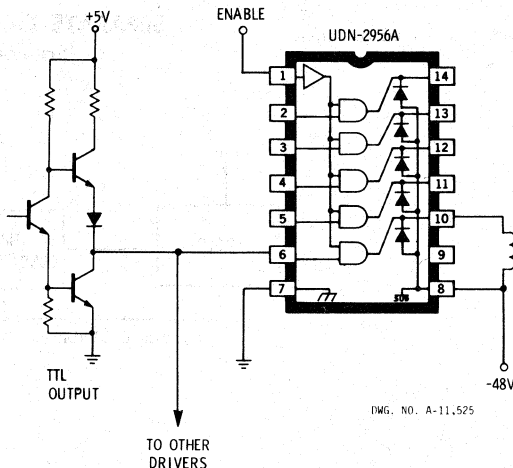 +5V
ENABLE
UDN-2956A
1
14
2
13
3
12
4
11
5
10
6
9
7
8
SUB
TTL
OUTPUT
-48V
DWG. NO. A-11,525
TO OTHER
DRIVERS